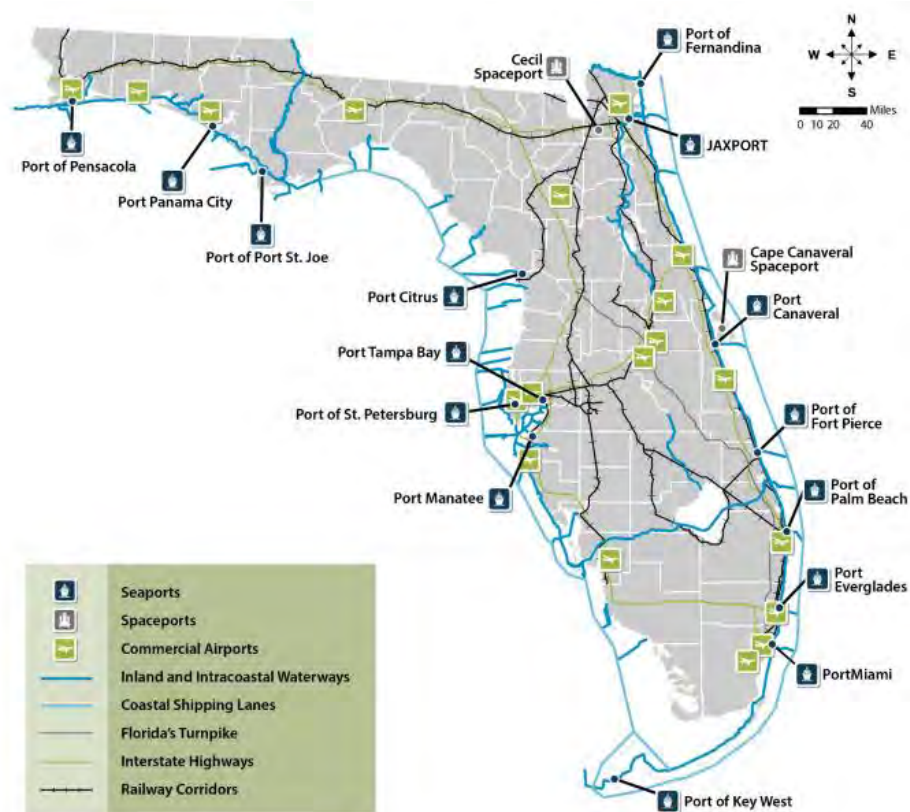 Port of
Fernandina
Cecil
Spaceport
N
W
E
S
Miles
0 10 20 40
JAXPORT
Port of Pensacola
Port Panama City
Port of Port St. Joe
Cape Canaveral
Spaceport
Port Citrus
Port
Canaveral
Port Tampa Bay
Port of St. Petersburg
Port of
Fort Pierce
Port Manatee
Port of
Palm Beach
Port
Everglades
PortMiami
Port of Key West
Seaports
Spaceports
Commercial Airports
Inland and Intracoastal Waterways
Coastal Shipping Lanes
Florida's Turnpike
Interstate Highways
Railway Corridors